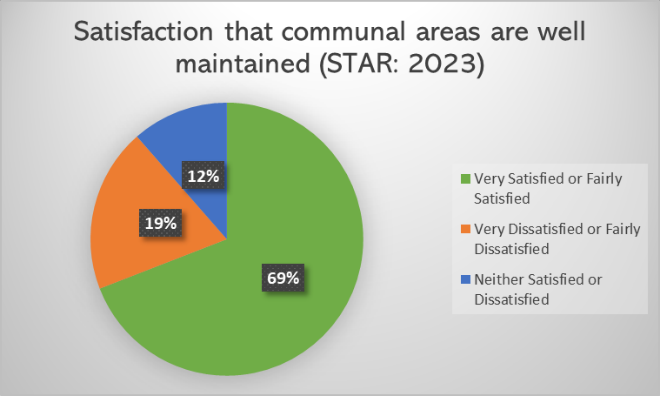 Satisfaction that communal areas are well
maintained (STAR: 2023)
12%
19%
69%
Very Satisfied or Fairly
Satisfied
Very Dissatisfied or Fairly
Dissatisfied
Neither Satisfied or
Dissatisfied